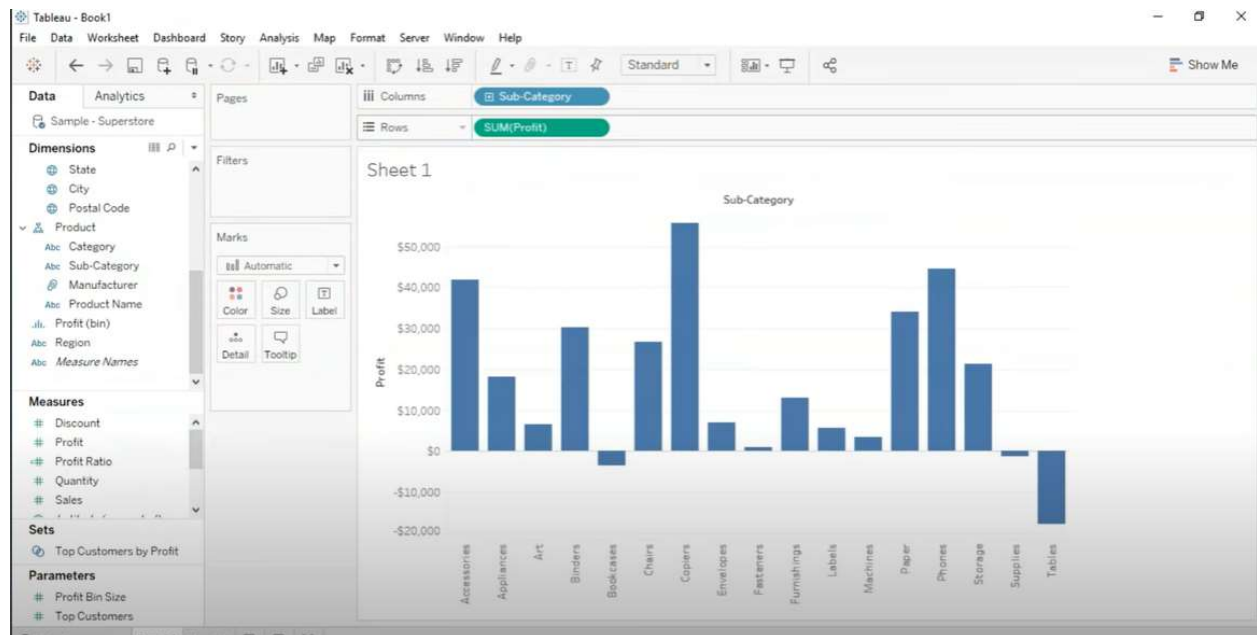 Tableau - Book1
File Data Worksheet Dashboard Story Analysis Map Format Server Window Help
Standard
Show Me
Data Analytics
Sample - Superstore
Dimensions
State
City
Postal Code
Product
Abc Category
Abc Sub-Category
Manufacturer
Abc Product Name
Profit (bin)
Abc Region
Abc Measure Names
Measures
# Discount
# Profit
=# Profit Ratio
# Quantity
# Sales
Sets
Top Customers by Profit
Parameters
# Profit Bin Size
# Top Customers
Pages
Filters
Marks
Automatic
Color Size Label
Detail Tooltip
Columns Sub-Category
Rows SUM(Profit)
Sheet 1
Sub-Category
Profit
$50,000
$40,000
$30,000
$20,000
$10,000
$0
-$10,000
-$20,000
Accessories
Appliances
Art
Binders
Bookcases
Chairs
Copiers
Envelopes
Fasteners
Furnishings
Labels
Machines
Paper
Phones
Storage
Supplies
Tables